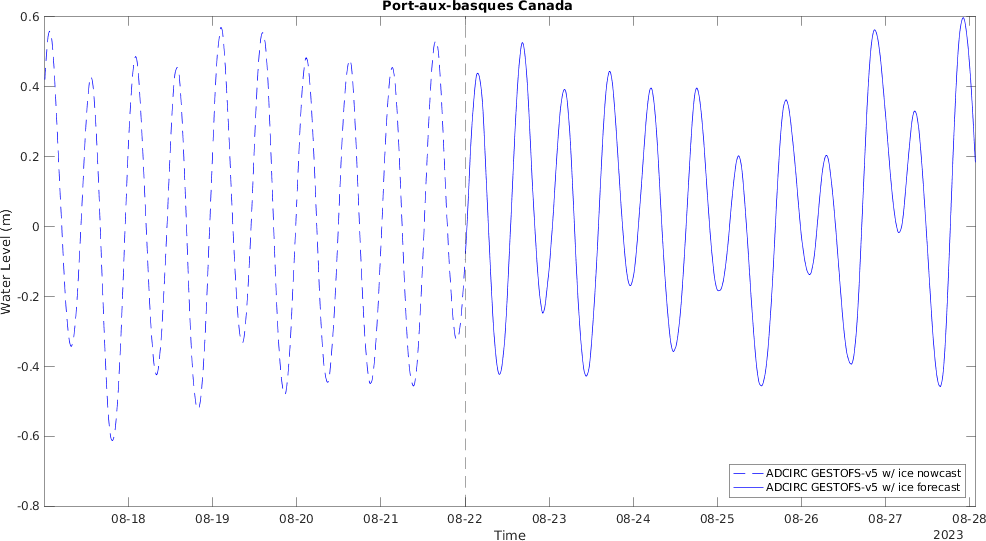 Port-aux-basques Canada
0.6
0.4
0.2
0
-0.2
-0.4
-0.6
-0.8
Water Level (m)
ADCIRC GESTOFS-v5 w/ ice nowcast
ADCIRC GESTOFS-v5 w/ ice forecast
08-18 08-19 08-20 08-21 08-22 08-23 08-24 08-25 08-26 08-27 08-28
Time
2023